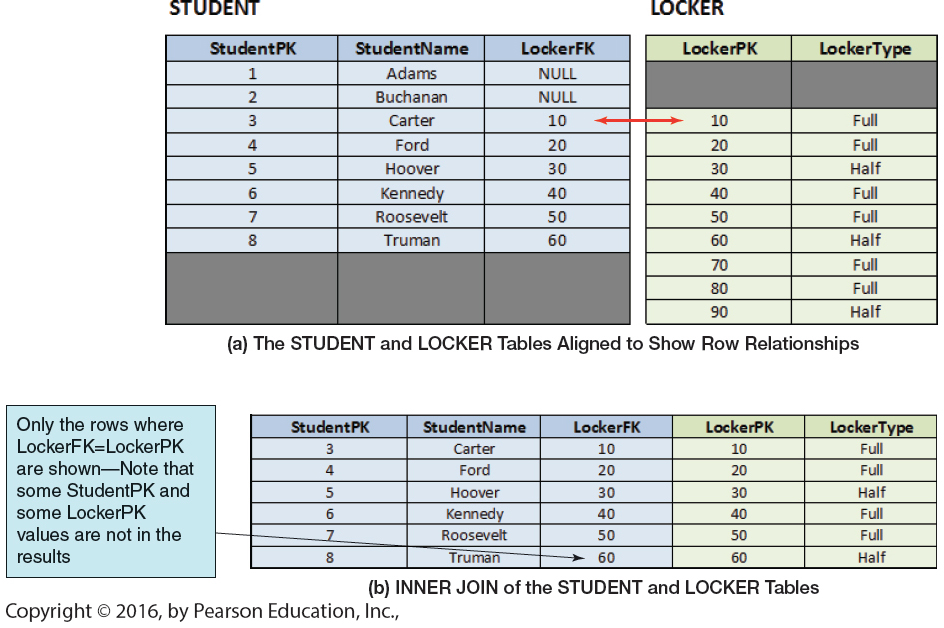 STUDENT LOCKER
StudentPK StudentName LockerFK LockerPK LockerType
1 Adams NULL
2 Buchanan NULL
3 Carter 10 10 Full
4 Ford 20 20 Full
5 Hoover 30 30 Half
6 Kennedy 40 40 Full
7 Roosevelt 50 50 Full
8 Truman 60 60 Half
70 Full
80 Full
90 Half
(a) The STUDENT and LOCKER Tables Aligned to Show Row Relationships
Only the rows where
LockerFK=LockerPK
are shown—Note that
some StudentPK and
some LockerPK
values are not in the
results
StudentPK StudentName LockerFK LockerPK LockerType
3 Carter 10 10 Full
4 Ford 20 20 Full
5 Hoover 30 30 Half
6 Kennedy 40 40 Full
7 Roosevelt 50 50 Full
8 Truman 60 60 Half
(b) INNER JOIN of the STUDENT and LOCKER Tables
Copyright © 2016, by Pearson Education, Inc.,